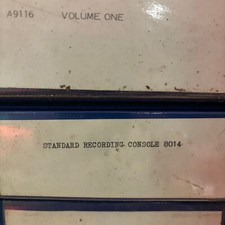 A9116 VOLUME ONE
STANDARD RECORDING CONSOLE 8014